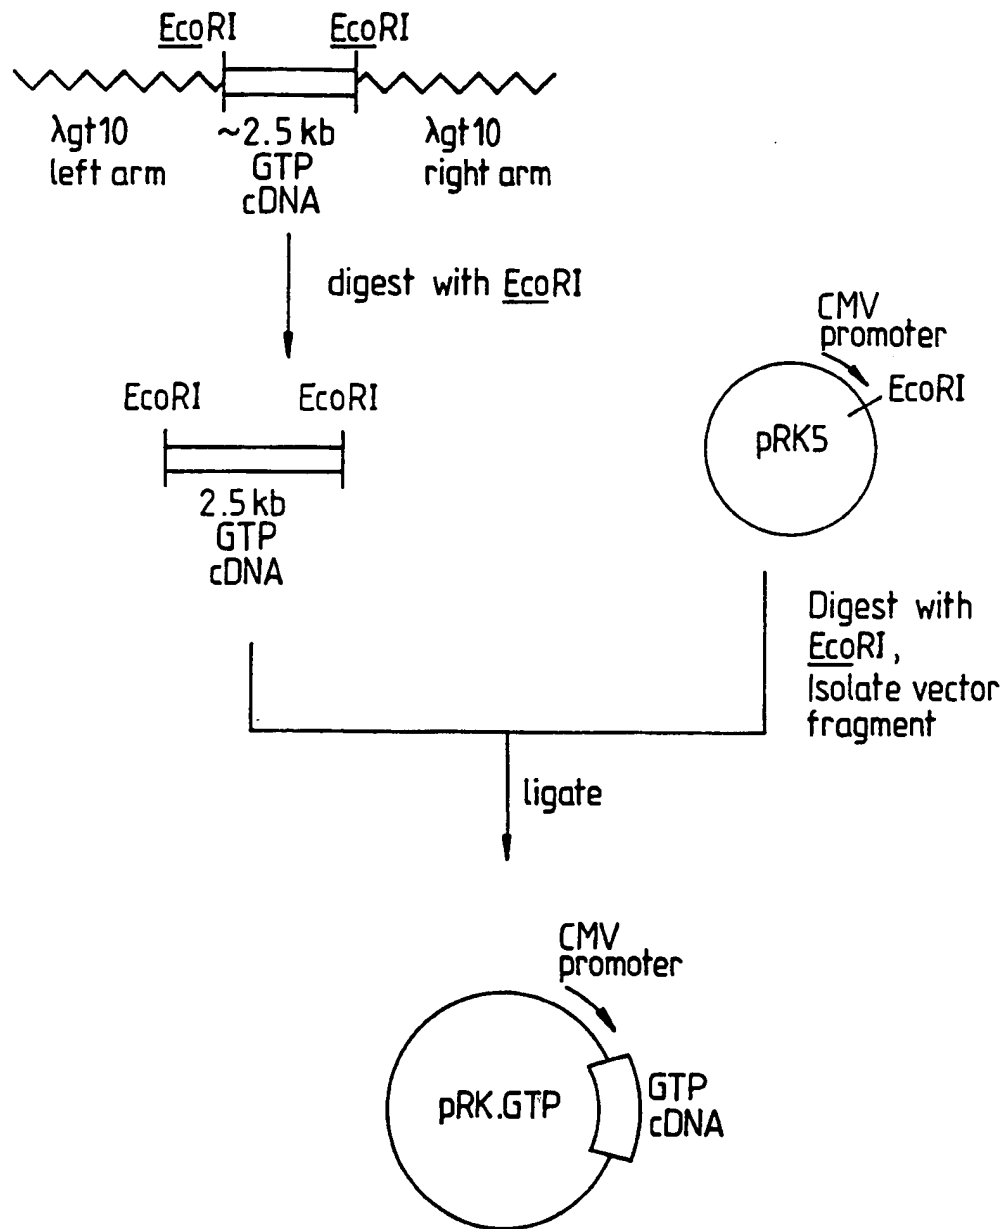 EcoRI EcoRI
λgt10
left arm
~2.5 kb
GTP
cDNA
λgt10
right arm
digest with EcoRI
EcoRI EcoRI
2.5 kb
GTP
cDNA
CMV
promoter
EcoRI
pRK5
Digest with
EcoRI,
Isolate vector
fragment
ligate
CMV
promoter
pRK.GTP
GTP
cDNA